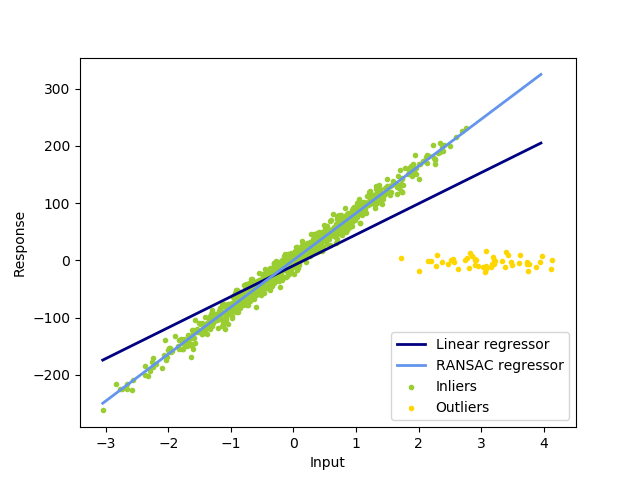 300
200
100
0
−100
−200
Response
−3 −2 −1 0 1 2 3 4
Input
Linear regressor
RANSAC regressor
Inliers
Outliers